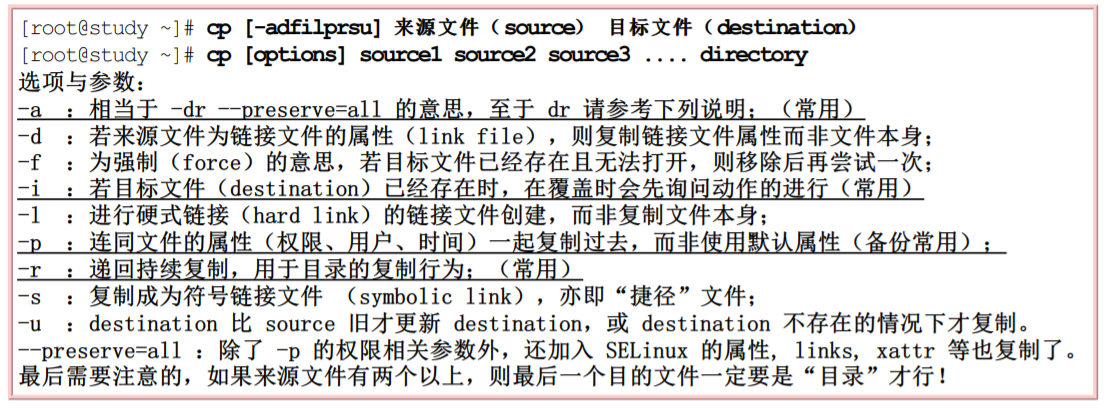 [root@study ~]# cp [-adfilprsu] 来源文件（source） 目标文件（destination）
[root@study ~]# cp [options] source1 source2 source3 .... directory
选项与参数：
-a ：相当于 -dr --preserve=all 的意思，至于 dr 请参考下列说明；（常用）
-d ：若来源文件为链接文件的属性（link file），则复制链接文件属性而非文件本身；
-f ：为强制（force）的意思，若目标文件已经存在且无法打开，则移除后再尝试一次；
-i ：若目标文件（destination）已经存在时，在覆盖时会先询问动作的进行（常用）
-l ：进行硬式链接（hard link）的链接文件创建，而非复制文件本身；
-p ：连同文件的属性（权限、用户、时间）一起复制过去，而非使用默认属性（备份常用）；
-r ：递回持续复制，用于目录的复制行为；（常用）
-s ：复制成为符号链接文件 （symbolic link），亦即“捷径”文件；
-u ：destination 比 source 旧才更新 destination，或 destination 不存在的情况下才复制。
--preserve=all ：除了 -p 的权限相关参数外，还加入 SELinux 的属性, links, xattr 等也复制了。
最后需要注意的，如果来源文件有两个以上，则最后一个目的文件一定要是“目录”才行！